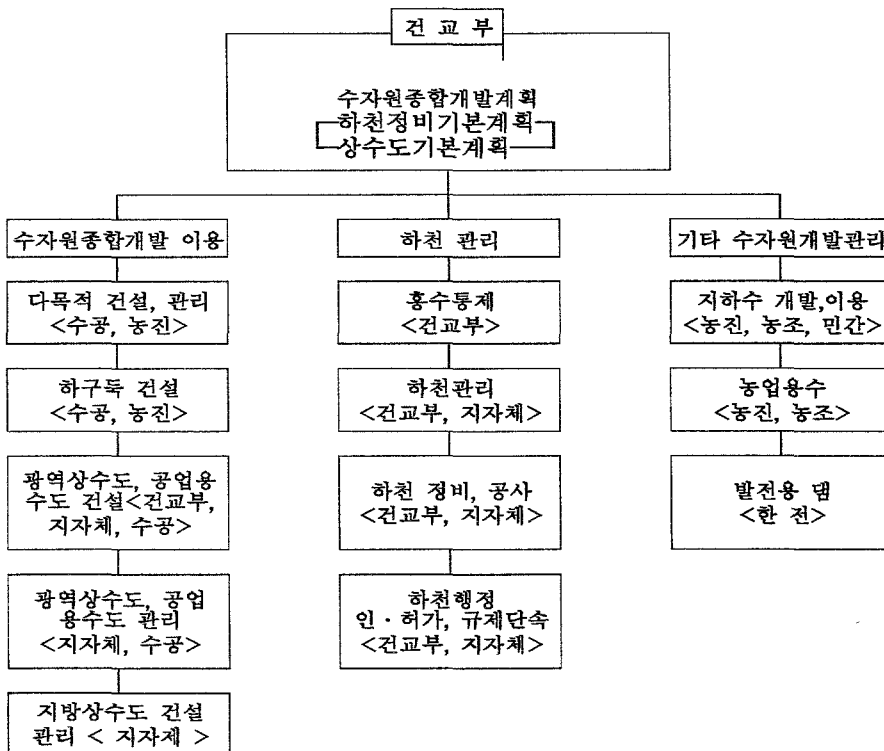 건 교 부
수자원종합개발계획
하천정비기본계획
상수도기본계획
수자원종합개발 이용
다목적 건설, 관리
<수공, 농진>
하구둑 건설
<수공, 농진>
광역상수도, 공업용
수도 건설<건교부,
지자체, 수공>
광역상수도, 공업
용수도 관리
<지자체, 수공>
지방상수도 건설
관리 < 지자제 >
하천 관리
홍수통제
<건교부>
하천관리
<건교부, 지자체>
하천 정비, 공사
<건교부, 지자체>
하천행정
인·허가, 규제단속
<건교부, 지자체>
기타 수자원개발관리
지하수 개발,이용
<농진, 농조, 민간>
농업용수
<농진, 농조>
발전용 댐
<한 전>